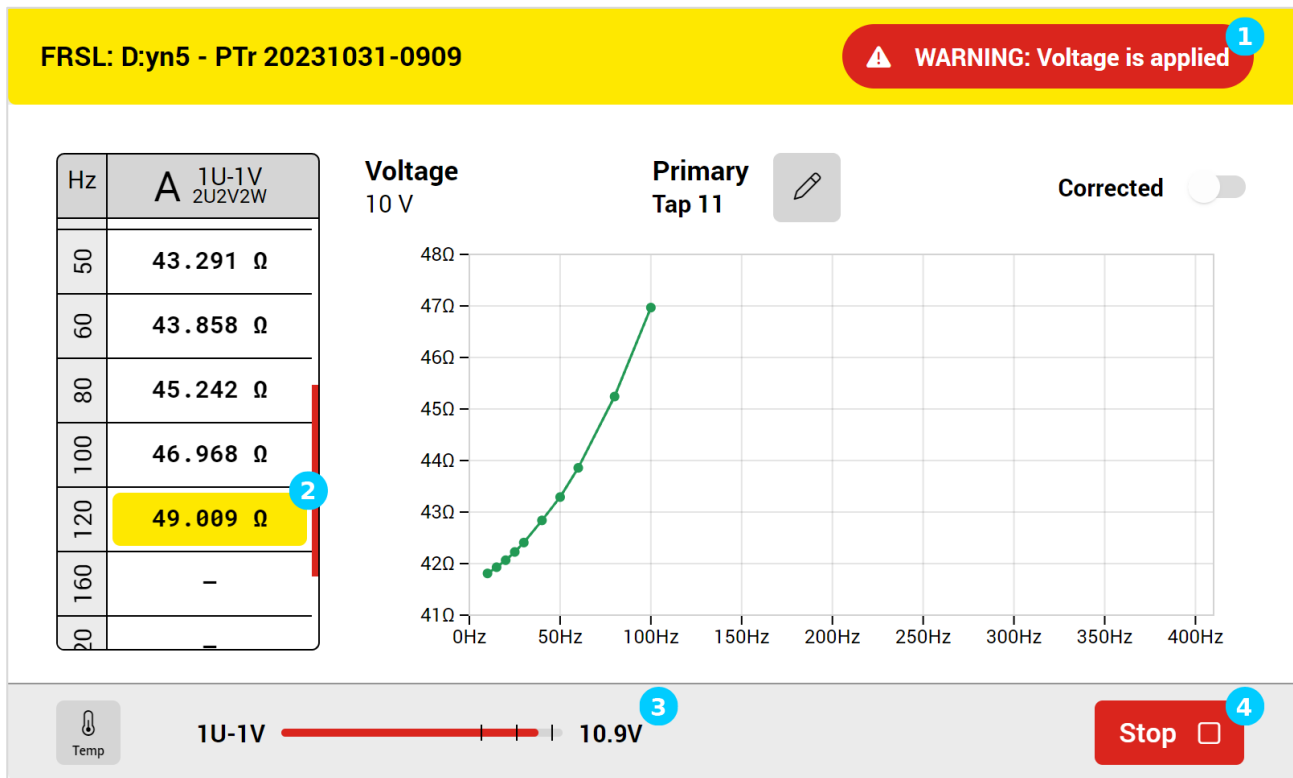 FRSL: D:yn5 - PTr 20231031-0909
WARNING: Voltage is applied
1
Hz
A 1U-1V
2U2V2W
50
43.291 Ω
60
43.858 Ω
80
45.242 Ω
100
46.968 Ω
2
120
49.009 Ω
160
–
–
Voltage
10 V
Primary
Tap 11
Corrected
48Ω
47Ω
46Ω
45Ω
44Ω
43Ω
42Ω
41Ω
0Hz 50Hz 100Hz 150Hz 200Hz 250Hz 300Hz 350Hz 400Hz
Temp
1U-1V
10.9V
3
Stop
4